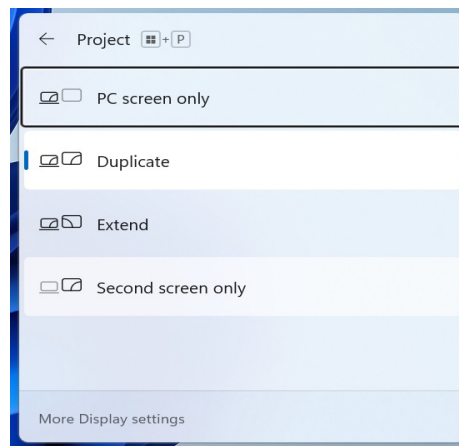 Project ⊞+P
PC screen only
Duplicate
Extend
Second screen only
More Display settings